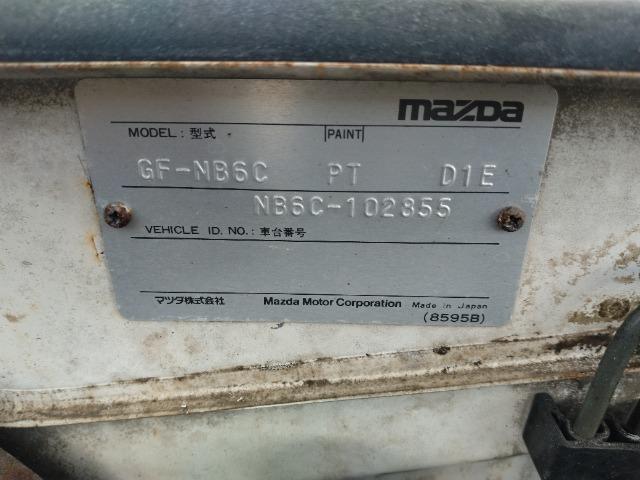 mazda
MODEL: 型式 PAINT
GF-NB6C PT D1E
NB6C-102855
VEHICLE ID. NO.: 車台番号
マツダ株式会社 Mazda Motor Corporation Made in Japan
(8595B)